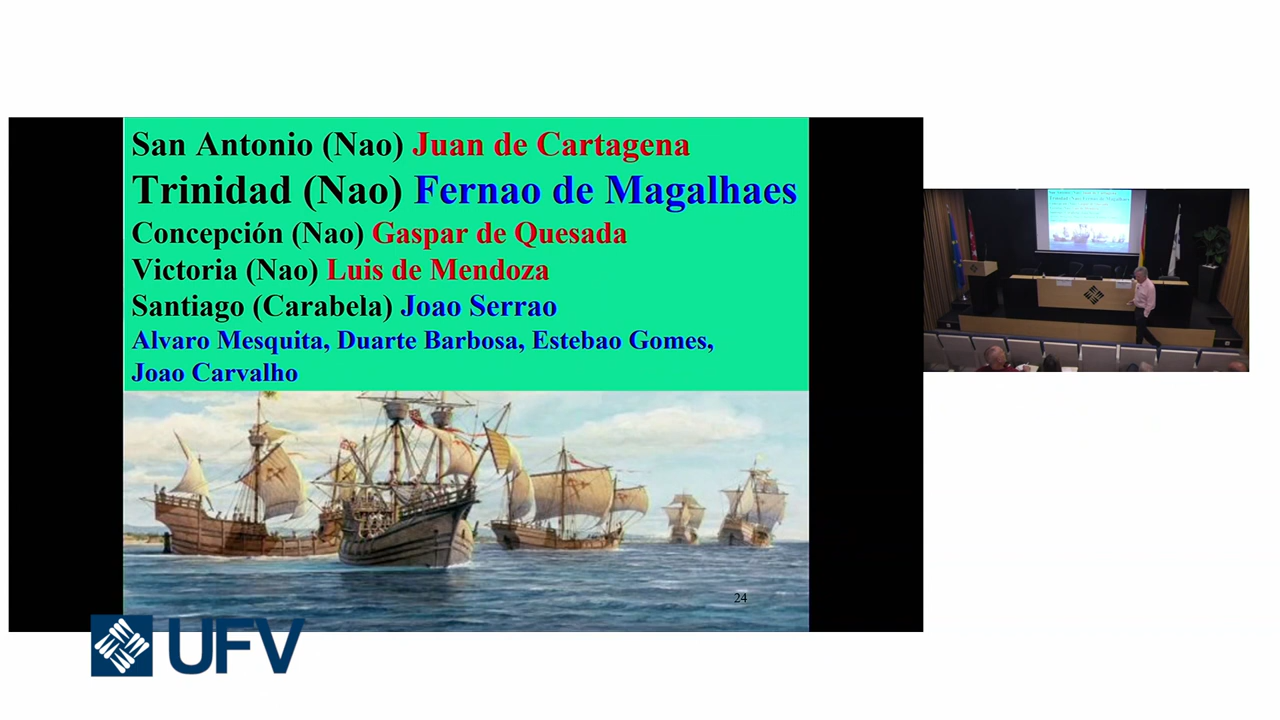 San Antonio (Nao) Juan de Cartagena
Trinidad (Nao) Fernao de Magalhaes
Concepción (Nao) Gaspar de Quesada
Victoria (Nao) Luis de Mendoza
Santiago (Carabela) Joao Serrao
Alvaro Mesquita, Duarte Barbosa, Estebao Gomes,
Joao Carvalho
24
UFV